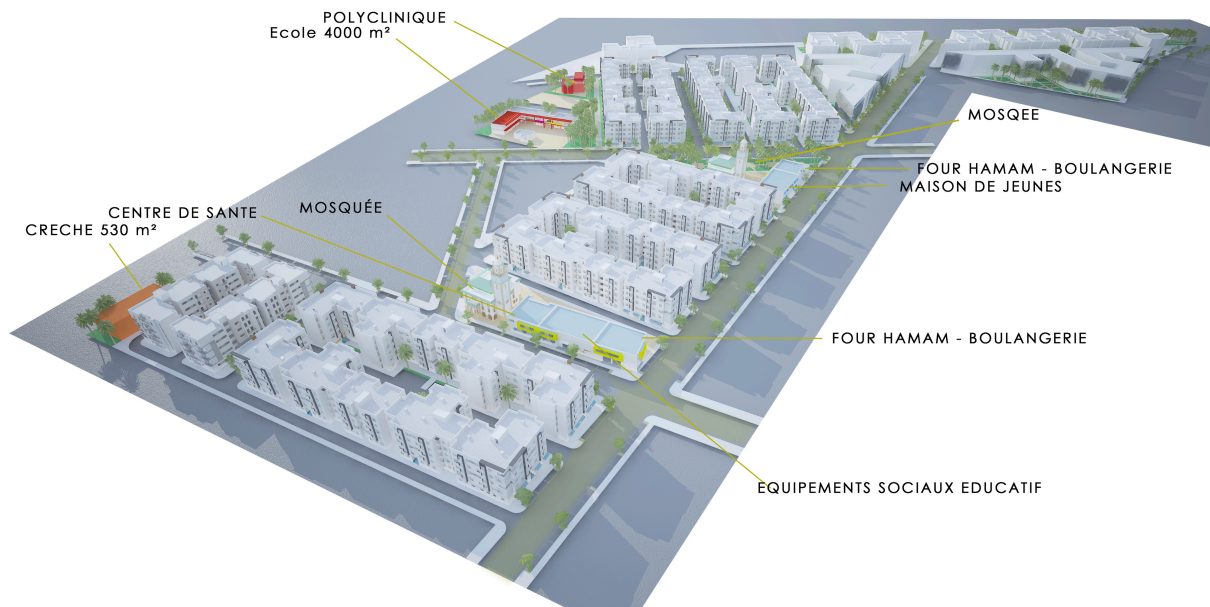 POLYCLINIQUE
Ecole 4000 m²
MOSQEE
FOUR HAMAM - BOULANGERIE
MAISON DE JEUNES
MOSQUÉE
CENTRE DE SANTE
CRECHE 530 m²
FOUR HAMAM - BOULANGERIE
EQUIPEMENTS SOCIAUX EDUCATIF